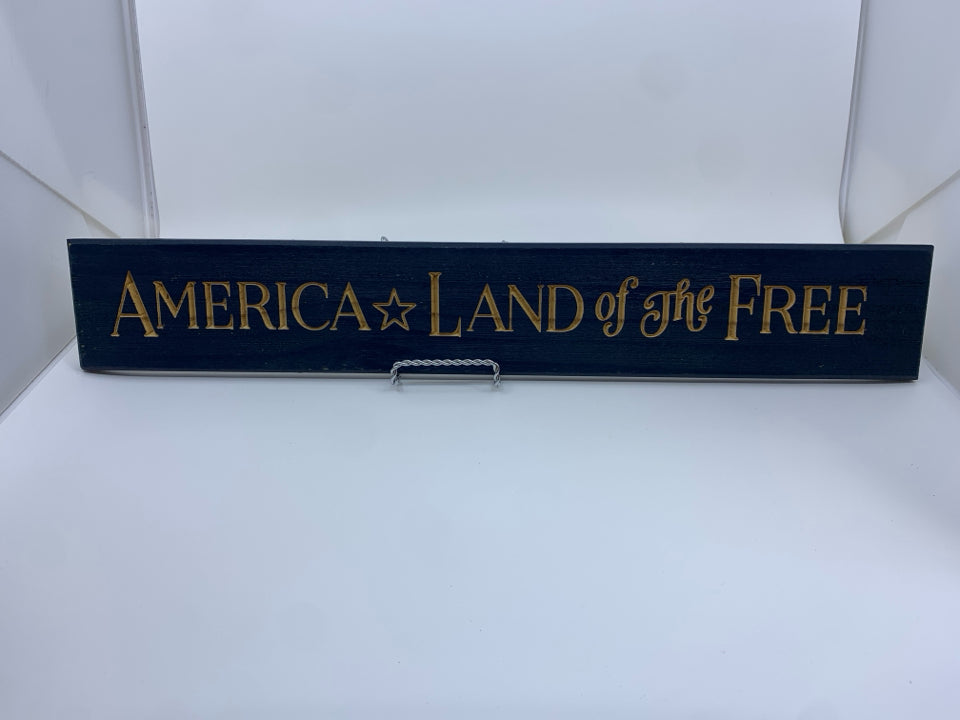 AMERICA ☆ LAND of The FREE